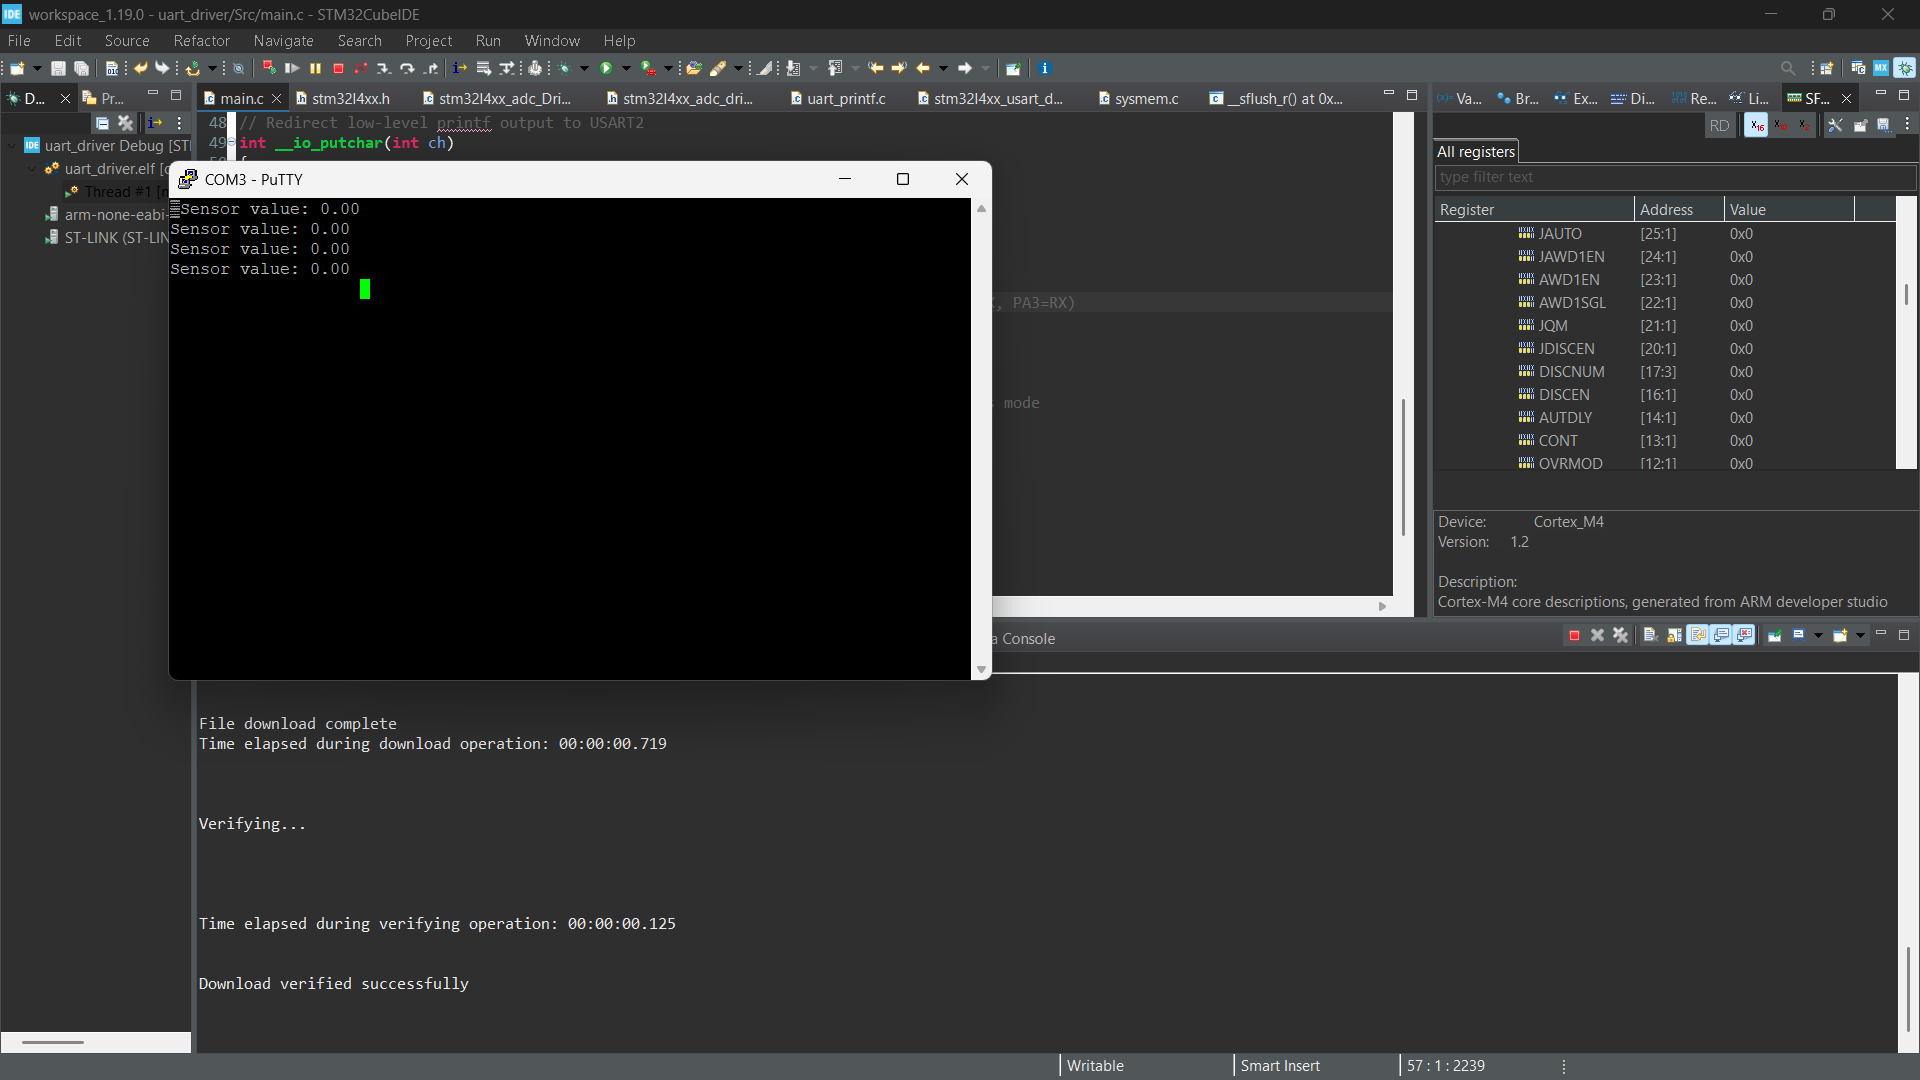 IDE workspace_1.19.0 - uart_driver/Src/main.c - STM32CubeIDE
File Edit Source Refactor Navigate Search Project Run Window Help
D... Pr... main.c stm32l4xx.h stm32l4xx_adc_Dri... stm32l4xx_adc_dri... uart_printf.c stm32l4xx_usart_d... sysmem.c __sflush_r() at 0x... Va... Br... Ex... Di... Re... Li... SF...
48 // Redirect low-level printf output to USART2
49 int __io_putchar(int ch)
IDE uart_driver Debug [ST
uart_driver.elf [c
Thread #1 [m
arm-none-eabi-
ST-LINK (ST-LIN
COM3 - PuTTY
Sensor value: 0.00
Sensor value: 0.00
Sensor value: 0.00
Sensor value: 0.00
, PA3=RX)
mode
RD
All registers
type filter text
Register Address Value
JAUTO [25:1] 0x0
JAWD1EN [24:1] 0x0
AWD1EN [23:1] 0x0
AWD1SGL [22:1] 0x0
JQM [21:1] 0x0
JDISCEN [20:1] 0x0
DISCNUM [17:3] 0x0
DISCEN [16:1] 0x0
AUTDLY [14:1] 0x0
CONT [13:1] 0x0
OVRMOD [12:1] 0x0
Device: Cortex_M4
Version: 1.2
Description:
Cortex-M4 core descriptions, generated from ARM developer studio
a Console
File download complete
Time elapsed during download operation: 00:00:00.719
Verifying...
Time elapsed during verifying operation: 00:00:00.125
Download verified successfully
Writable Smart Insert 57 : 1 : 2239